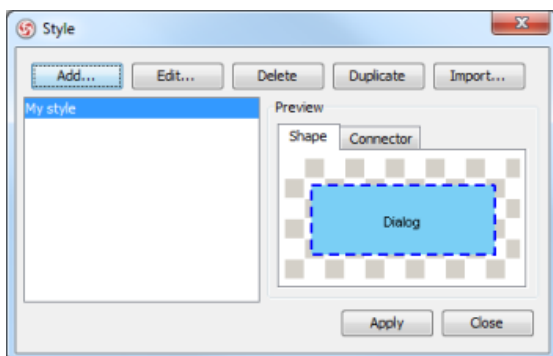 Style
Add... Edit... Delete Duplicate Import...
My style
Preview
Shape Connector
Dialog
Apply Close